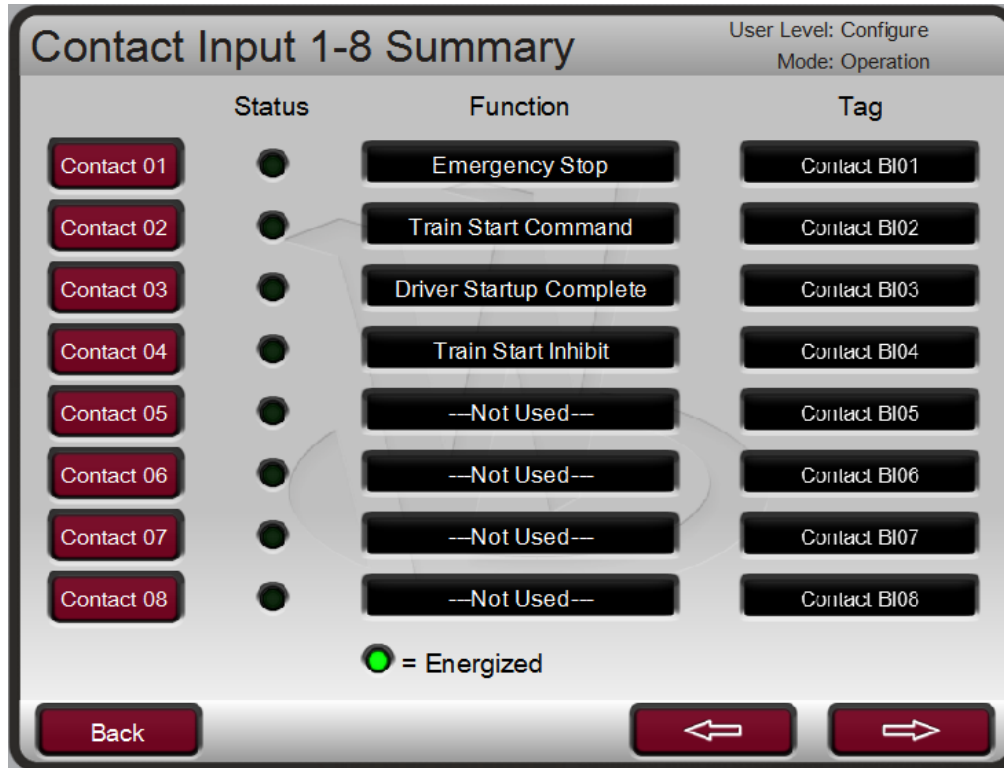 Contact Input 1-8 Summary
User Level: Configure
Mode: Operation
Status Function Tag
Contact 01 Emergency Stop Contact BI01
Contact 02 Train Start Command Contact BI02
Contact 03 Driver Startup Complete Contact BI03
Contact 04 Train Start Inhibit Contact BI04
Contact 05 ---Not Used--- Contact BI05
Contact 06 ---Not Used--- Contact BI06
Contact 07 ---Not Used--- Contact BI07
Contact 08 ---Not Used--- Contact BI08
= Energized
Back